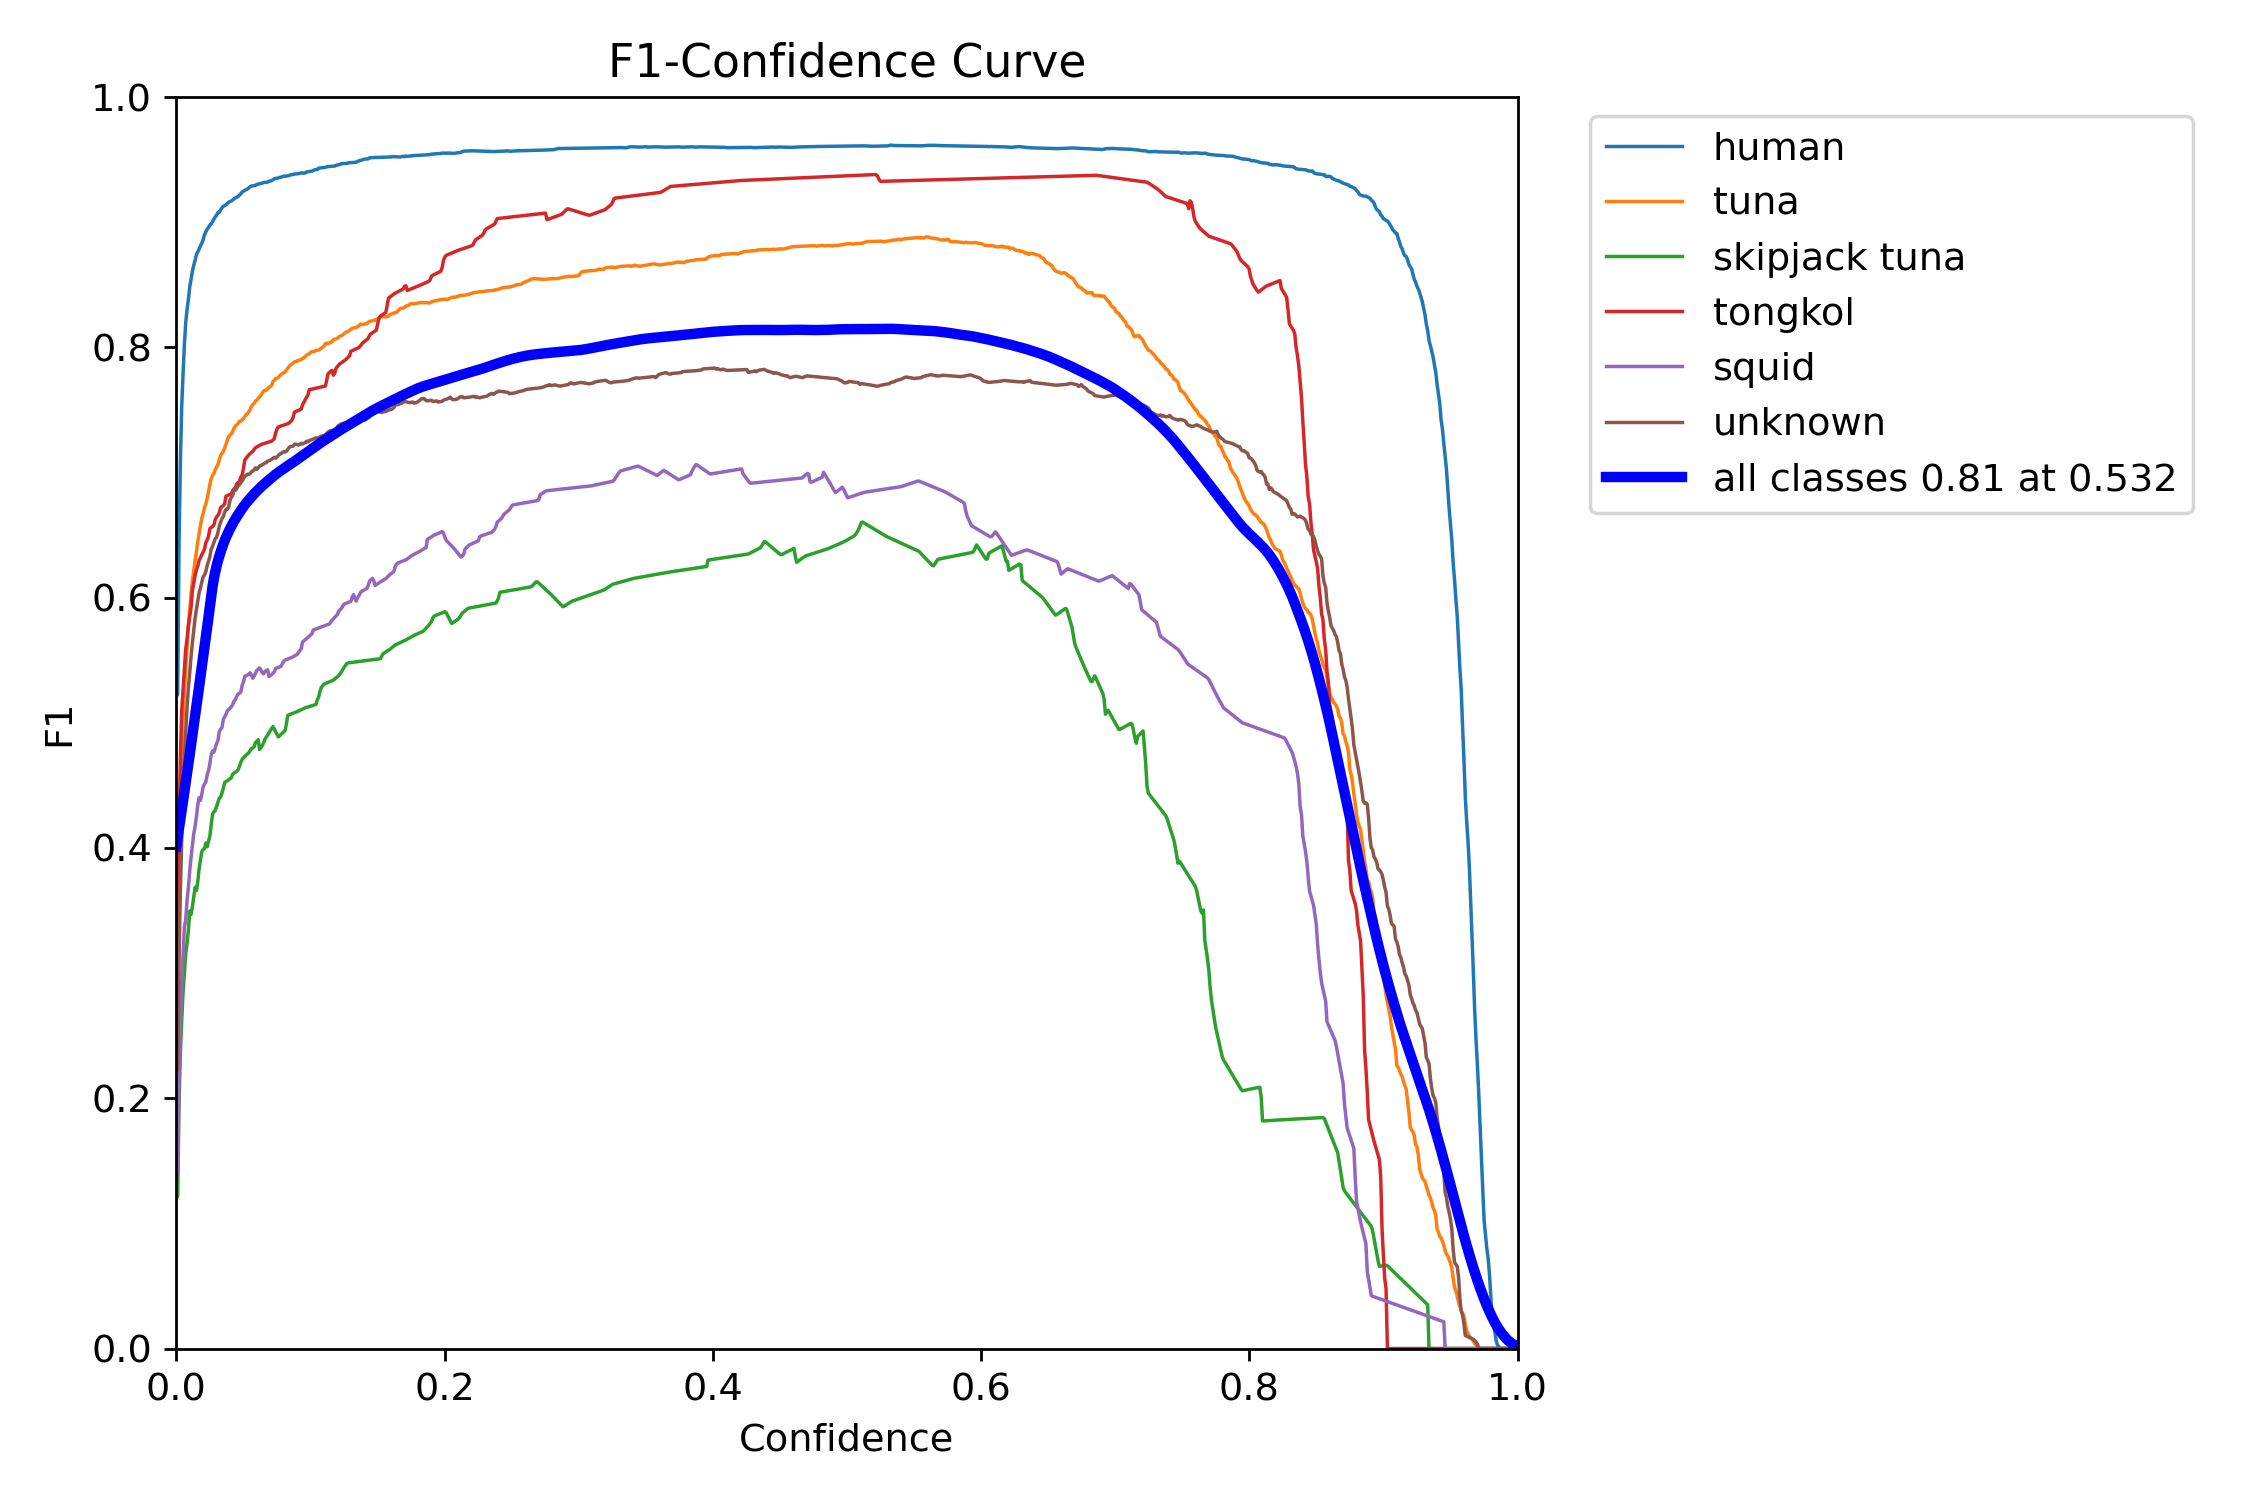 F1-Confidence Curve
1.0
0.8
0.6
0.4
0.2
0.0
F1
0.0 0.2 0.4 0.6 0.8 1.0
Confidence
human
tuna
skipjack tuna
tongkol
squid
unknown
all classes 0.81 at 0.532